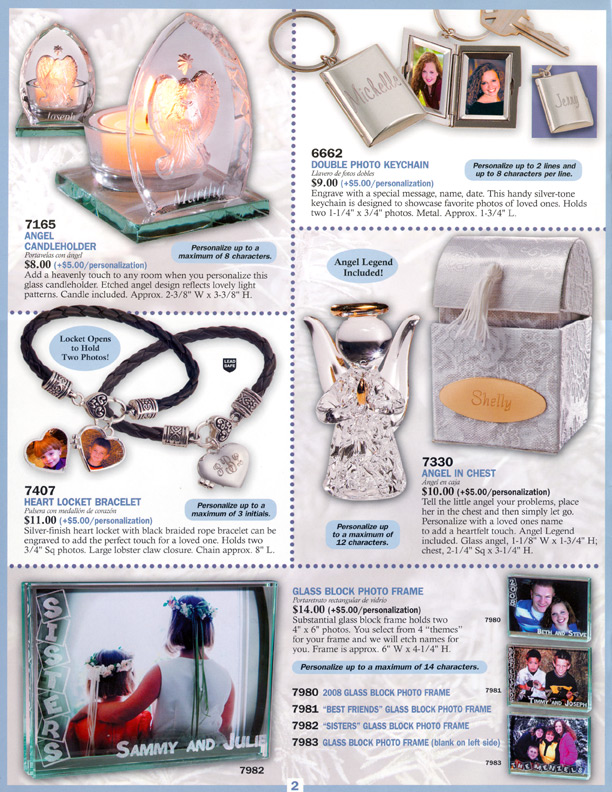 Joseph
Martha
7165
ANGEL
CANDLEHOLDER
Portavelas con ángel
$8.00 (+$5.00/personalization)
Personalize up to a
maximum of 8 characters.
Add a heavenly touch to any room when you personalize this
glass candleholder. Etched angel design reflects lovely light
patterns. Candle included. Approx. 2-3/8" W x 3-3/8" H.
Michelle
Jerry
6662
DOUBLE PHOTO KEYCHAIN
Llavero de fotos dobles
$9.00 (+$5.00/personalization)
Personalize up to 2 lines and
up to 8 characters per line.
Engrave with a special message, name, date. This handy silver-tone
keychain is designed to showcase favorite photos of loved ones. Holds
two 1-1/4" x 3/4" photos. Metal. Approx. 1-3/4" L.
Locket Opens
to Hold
Two Photos!
LEAD
SAFE
7407
HEART LOCKET BRACELET
Pulsera con medallón de corazón
$11.00 (+$5.00/personalization)
Personalize up to a
maximum of 3 initials.
Silver-finish heart locket with black braided rope bracelet can be
engraved to add the perfect touch for a loved one. Holds two
3/4" Sq photos. Large lobster claw closure. Chain approx. 8" L.
Angel Legend
Included!
Shelly
Personalize up
to a maximum of
12 characters.
7330
ANGEL IN CHEST
Angel en caja
$10.00 (+$5.00/personalization)
Tell the little angel your problems, place
her in the chest and then simply let go.
Personalize with a loved ones name
to add a heartfelt touch. Angel Legend
included. Glass angel, 1-1/8" W x 1-3/4" H;
chest, 2-1/4" Sq x 3-1/4" H.
SISTERS
SAMMY AND JULIE
7982
GLASS BLOCK PHOTO FRAME
Portarretrato rectangular de vidrio
$14.00 (+$5.00/personalization)
Substantial glass block frame holds two
4" x 6" photos. You select from 4 "themes"
for your frame and we will etch names for
you. Frame is approx. 6" W x 4-1/4" H.
Personalize up to a maximum of 14 characters.
7980 2008 GLASS BLOCK PHOTO FRAME
7981 "BEST FRIENDS" GLASS BLOCK PHOTO FRAME
7982 "SISTERS" GLASS BLOCK PHOTO FRAME
7983 GLASS BLOCK PHOTO FRAME (blank on left side)
7980
2008
BETH AND STEVE
7981
TIMMY AND JOSEPH
7983
2